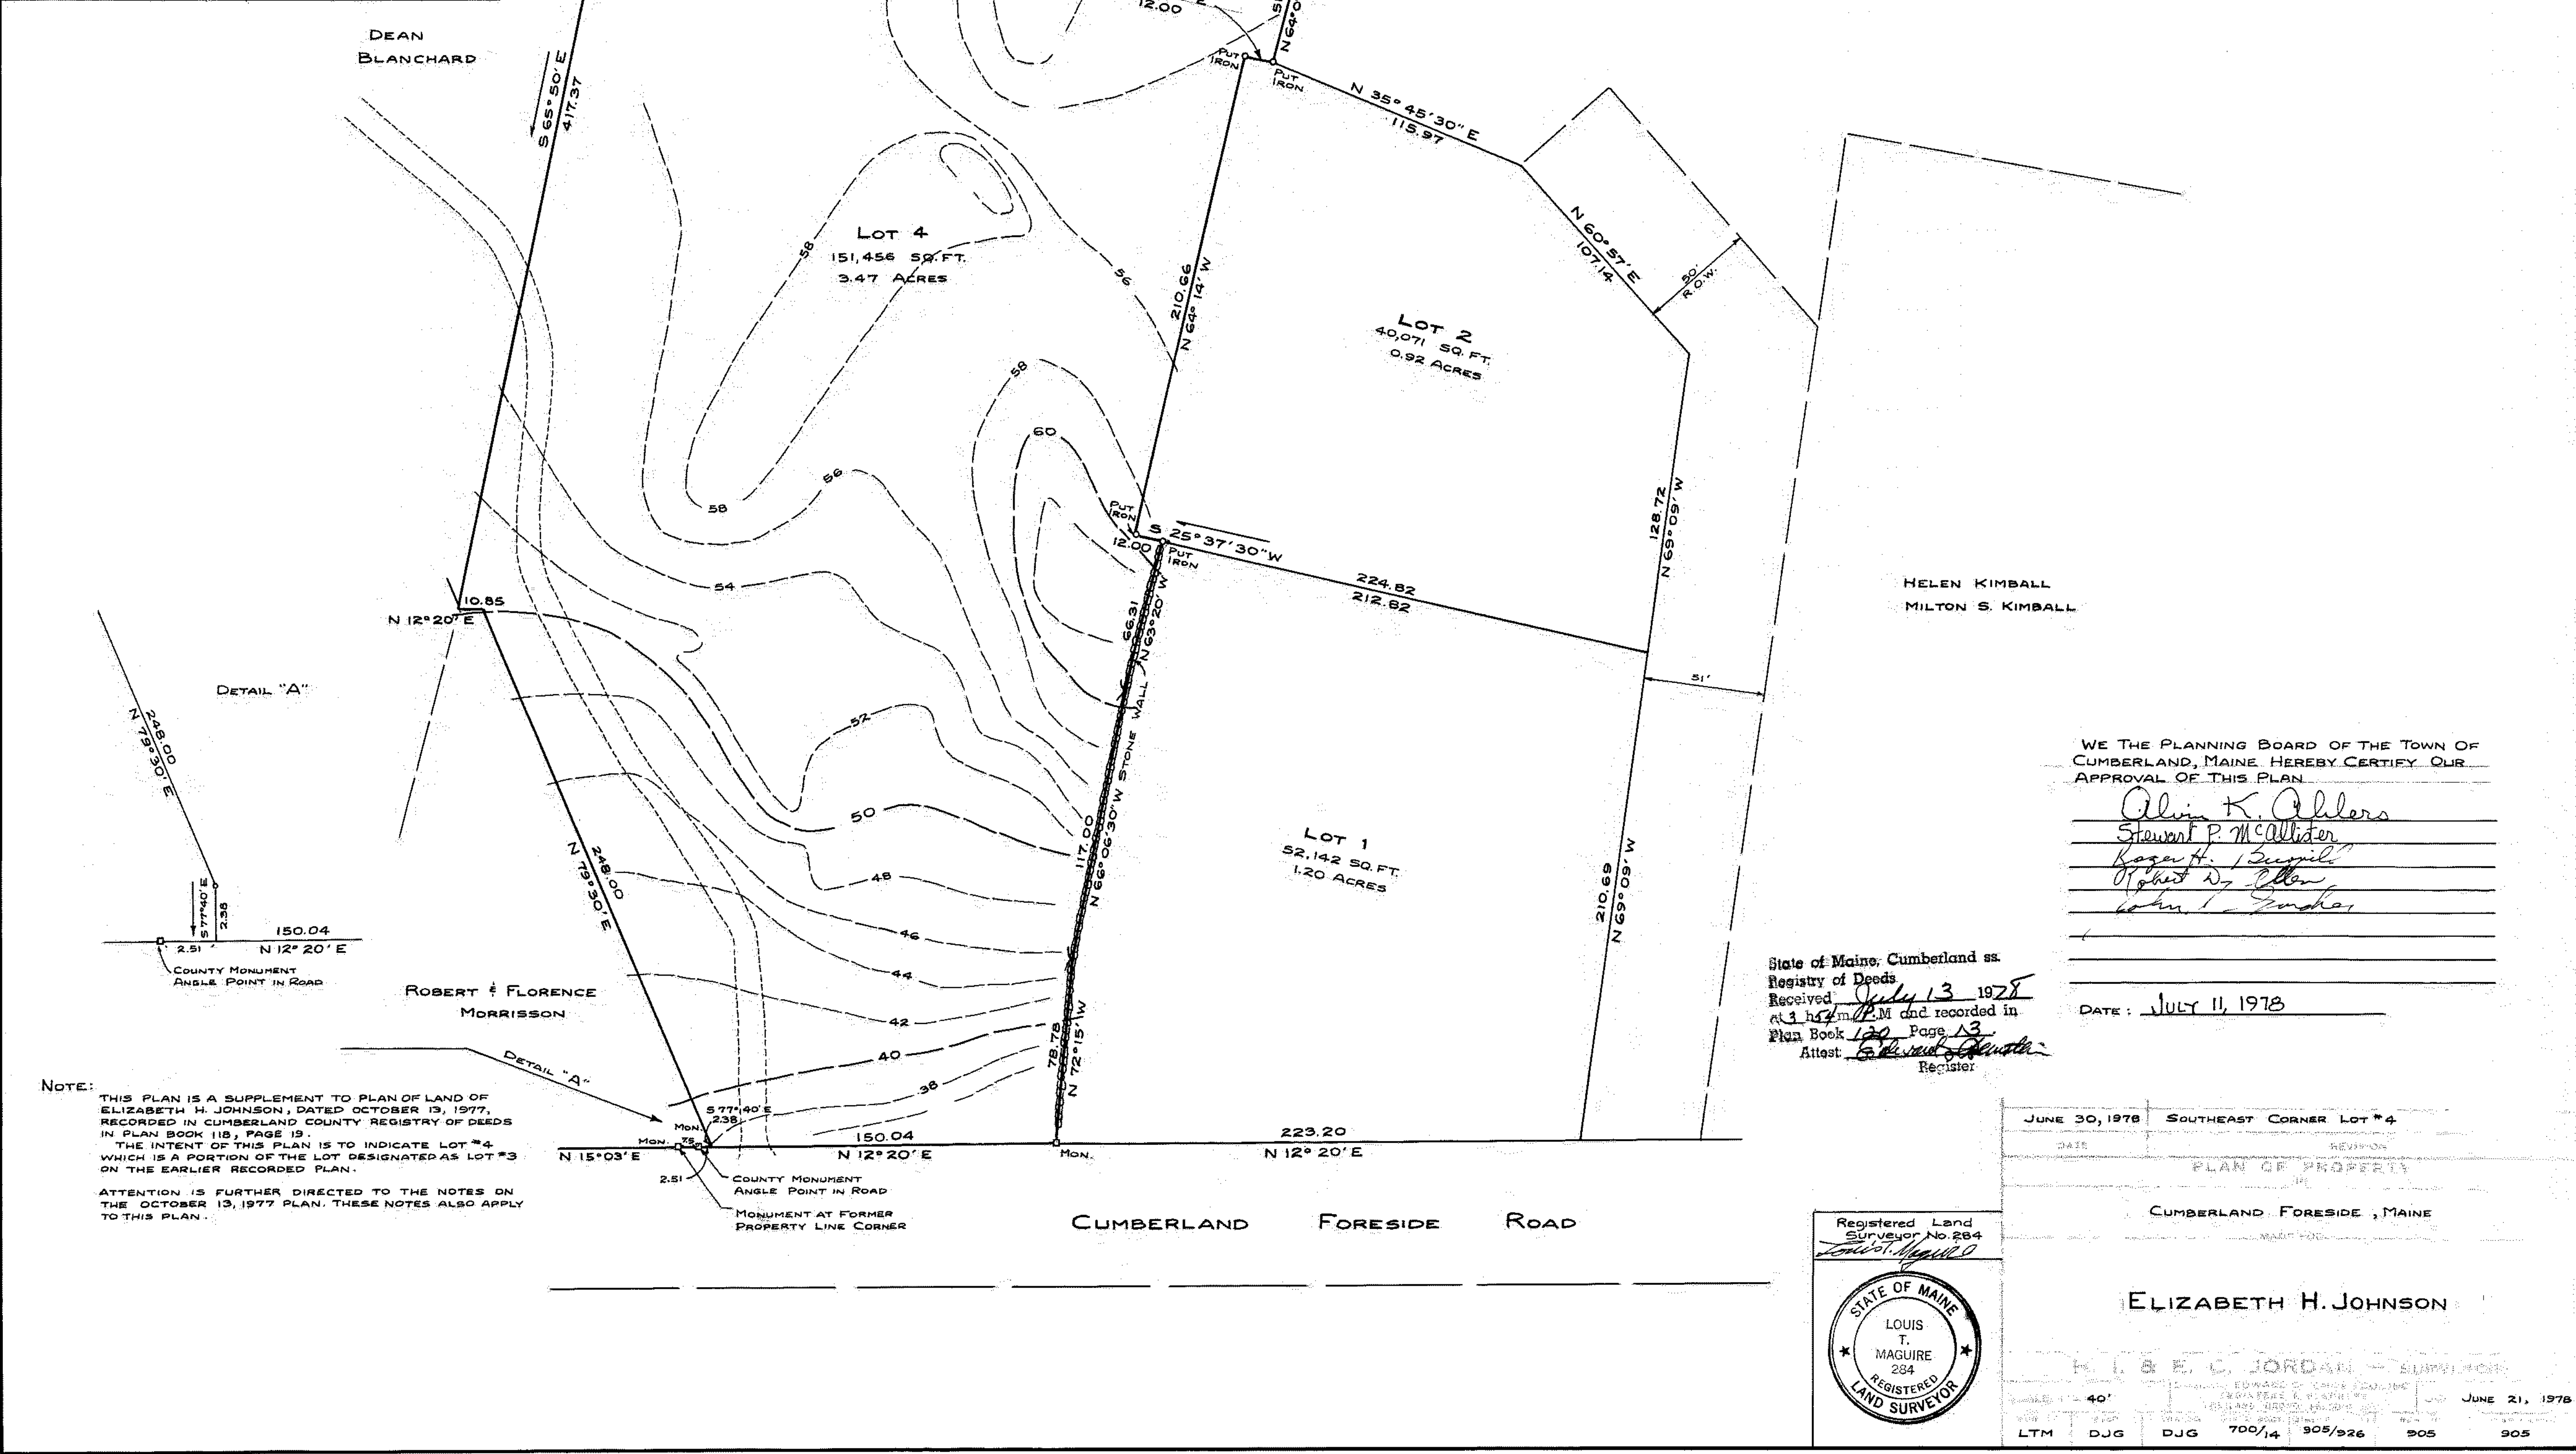 DEAN
BLANCHARD
S 65° 50' E
417.37
12.00
N 64°0
PUT
IRON
PUT
IRON
N 35° 45' 30" E
115.97
N 60° 57' E
107.14
50'
R.O.W.
LOT 4
151,456 SQ. FT.
3.47 ACRES
58
56
210.66
N 64° 14' W
LOT 2
40,071 SQ. FT.
0.92 ACRES
58
60
56
58
PUT
IRON
S 25° 37' 30" W
12.00
PUT
IRON
224.82
212.82
128.72
N 69° 09' W
HELEN KIMBALL
MILTON S. KIMBALL
54
10.85
N 12° 20' E
66.31
N 63° 20' W
STONE WALL
51'
DETAIL "A"
248.00
N 79° 30' E
52
50
117.00
N 66° 06' 30" W
LOT 1
52,142 SQ. FT.
1.20 ACRES
WE THE PLANNING BOARD OF THE TOWN OF
CUMBERLAND, MAINE HEREBY CERTIFY OUR
APPROVAL OF THIS PLAN
Alvin K. Ahlers
Stewart P. McAllister
Roger H.
Robert D. Allen
John
DATE: JULY 11, 1978
248.00
N 79° 30' E
48
46
44
42
40
38
210.69
N 69° 09' W
S 77° 40' E
2.38
150.04
2.51
N 12° 20' E
COUNTY MONUMENT
ANGLE POINT IN ROAD
ROBERT & FLORENCE
MORRISSON
78.78
N 72° 15' W
State of Maine, Cumberland ss.
Registry of Deeds
Received July 13 1978
at 3 h 54 m P.M and recorded in
Plan Book 120 Page 13.
Attest
Register
DETAIL "A"
NOTE:
THIS PLAN IS A SUPPLEMENT TO PLAN OF LAND OF
ELIZABETH H. JOHNSON, DATED OCTOBER 13, 1977,
RECORDED IN CUMBERLAND COUNTY REGISTRY OF DEEDS
IN PLAN BOOK 118, PAGE 19.
THE INTENT OF THIS PLAN IS TO INDICATE LOT #4
WHICH IS A PORTION OF THE LOT DESIGNATED AS LOT #3
ON THE EARLIER RECORDED PLAN.
ATTENTION IS FURTHER DIRECTED TO THE NOTES ON
THE OCTOBER 13, 1977 PLAN. THESE NOTES ALSO APPLY
TO THIS PLAN.
S 77° 40' E
2.38
MON.
MON.
N 15° 03' E
150.04
N 12° 20' E
MON.
223.20
N 12° 20' E
2.51
COUNTY MONUMENT
ANGLE POINT IN ROAD
MONUMENT AT FORMER
PROPERTY LINE CORNER
CUMBERLAND FORESIDE ROAD
JUNE 30, 1978 SOUTHEAST CORNER LOT #4
DATE REVISION
PLAN OF PROPERTY
IN
CUMBERLAND FORESIDE, MAINE
MADE FOR
ELIZABETH H. JOHNSON
Registered Land
Surveyor No. 284
Louis T. Maguire
STATE OF MAINE
LOUIS
T.
MAGUIRE
284
REGISTERED
LAND SURVEYOR
H. I. & E. C. JORDAN - SURVEYORS
40'
JUNE 21, 1978
LTM DJG DJG 700/14 905/926 905 905